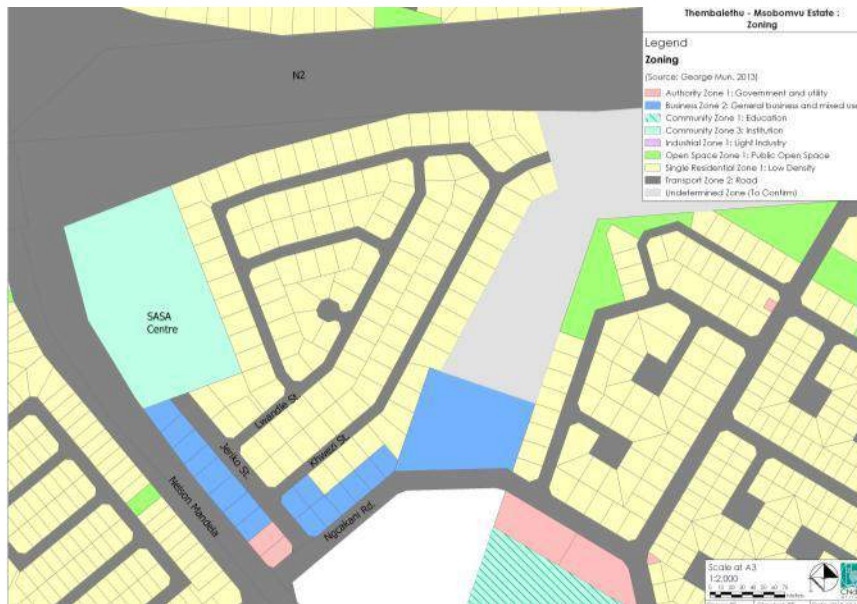 Thembalethu - Msobomvu Estate :
Zoning
Legend
Zoning
(Source: George Mun. 2013)
Authority Zone 1: Government and utility
Business Zone 2: General business and mixed use
Community Zone 1: Education
Community Zone 3: Institution
Industrial Zone 1: Light Industry
Open Space Zone 1: Public Open Space
Single Residential Zone 1: Low Density
Transport Zone 2: Road
Undetermined Zone (To Confirm)
N2
SASA
Centre
Lwandle St.
Jeriko St.
Khwezi St.
Nelson Mandela
Ngcakani Rd.
Scale at A3
1:2,000